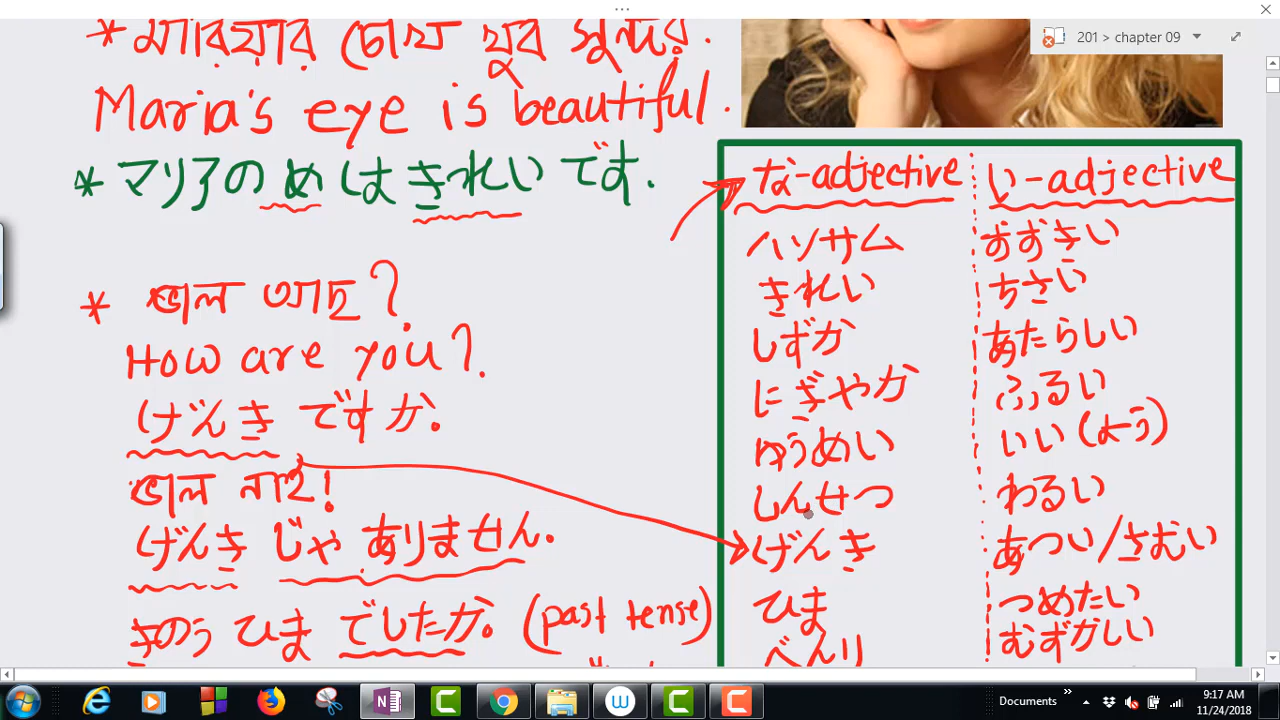 * মারিয়ার চোখ খুব সুন্দর.
Maria's eye is beautiful.
* マリアの め は きれい です.
* ভাল আছ?
How are you?
げんき ですか.
ভাল নাই!
げんき じゃ ありません.
きのう ひま でしたか. (past tense)
201 > chapter 09
な-adjective い-adjective
ハンサム おずきい
きれい ちさい
しずか あたらしい
にぎやか ふるい
ゆうめい いい (よう)
しんせつ わるい
げんき あつい/さむい
ひま つめたい
べんり むずかしい
Documents
9:17 AM
11/24/2018